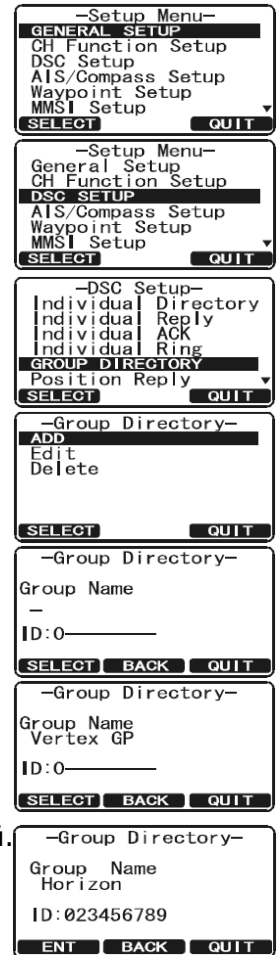 —Setup Menu—
GENERAL SETUP
CH Function Setup
DSC Setup
AIS/Compass Setup
Waypoint Setup
MMSI Setup
SELECT QUIT
—Setup Menu—
General Setup
CH Function Setup
DSC SETUP
AIS/Compass Setup
Waypoint Setup
MMSI Setup
SELECT QUIT
—DSC Setup—
Individual Directory
Individual Reply
Individual ACK
Individual Ring
GROUP DIRECTORY
Position Reply
SELECT QUIT
—Group Directory—
ADD
Edit
Delete
SELECT QUIT
—Group Directory—
Group Name
_
ID:0————————
SELECT BACK QUIT
—Group Directory—
Group Name
Vertex GP
ID:0————————
SELECT BACK QUIT
—Group Directory—
Group Name
Horizon
ID:023456789
ENT BACK QUIT